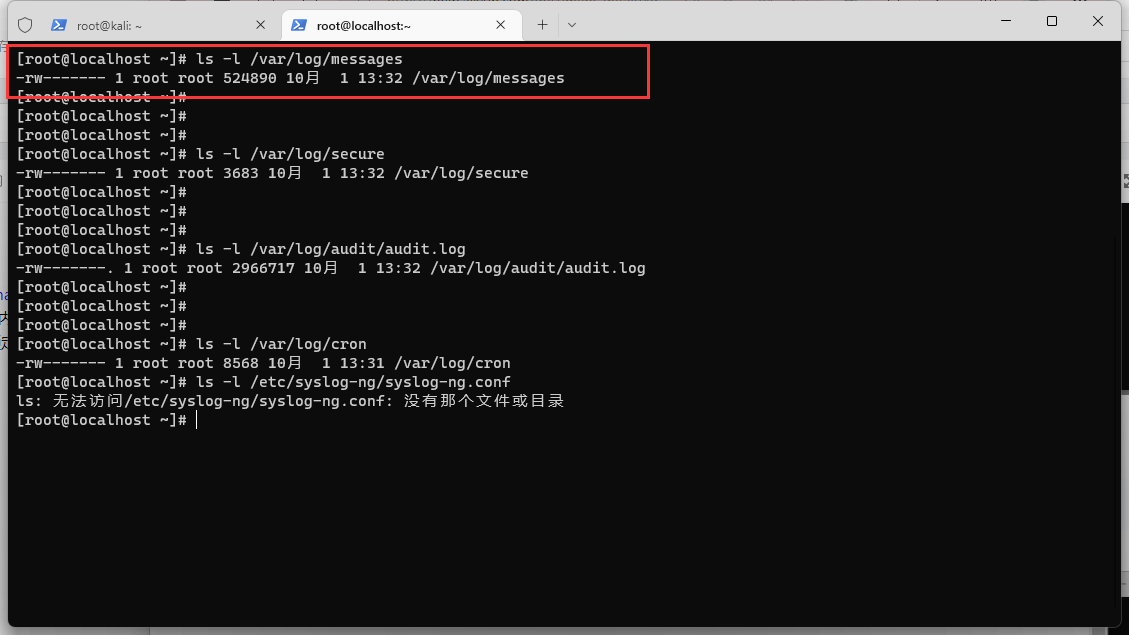 root@kali: ~
root@localhost:~
[root@localhost ~]# ls -l /var/log/messages
-rw------- 1 root root 524890 10月  1 13:32 /var/log/messages
[root@localhost ~]#
[root@localhost ~]#
[root@localhost ~]#
[root@localhost ~]# ls -l /var/log/secure
-rw------- 1 root root 3683 10月  1 13:32 /var/log/secure
[root@localhost ~]#
[root@localhost ~]#
[root@localhost ~]#
[root@localhost ~]# ls -l /var/log/audit/audit.log
-rw-------. 1 root root 2966717 10月  1 13:32 /var/log/audit/audit.log
[root@localhost ~]#
[root@localhost ~]#
[root@localhost ~]#
[root@localhost ~]# ls -l /var/log/cron
-rw------- 1 root root 8568 10月  1 13:31 /var/log/cron
[root@localhost ~]# ls -l /etc/syslog-ng/syslog-ng.conf
ls: 无法访问/etc/syslog-ng/syslog-ng.conf: 没有那个文件或目录
[root@localhost ~]#